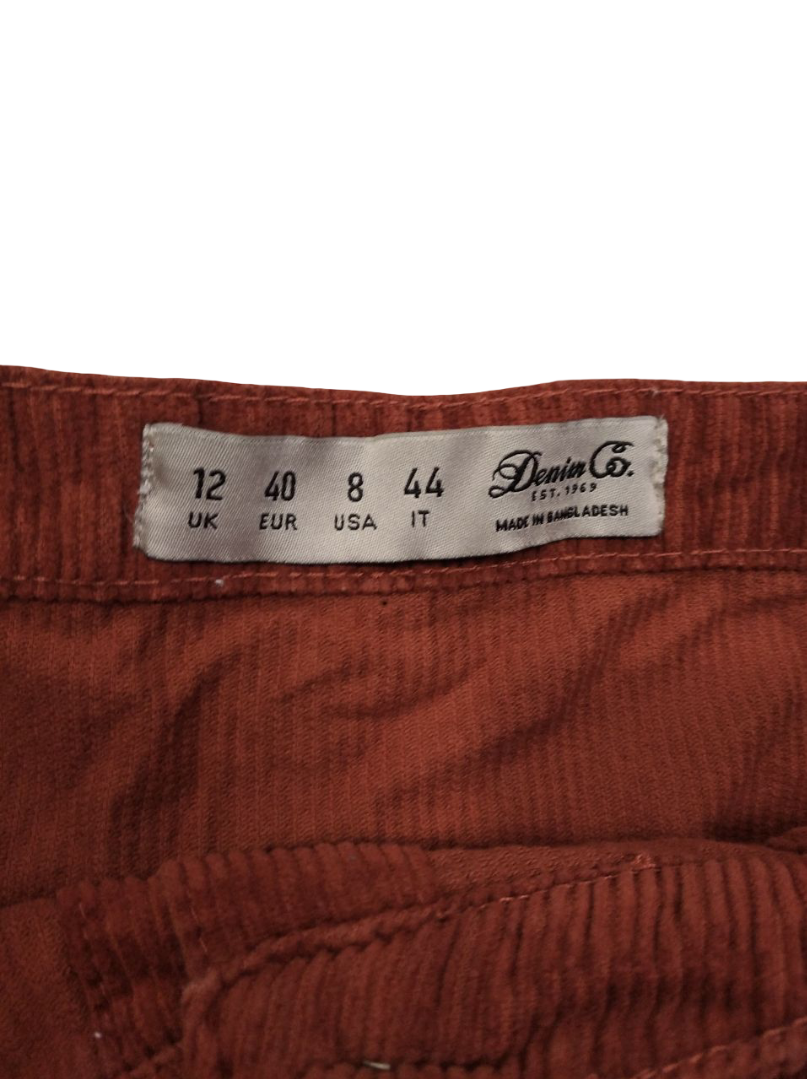 12 40 8 44
UK EUR USA IT
Denim Co.
EST. 1969
MADE IN BANGLADESH